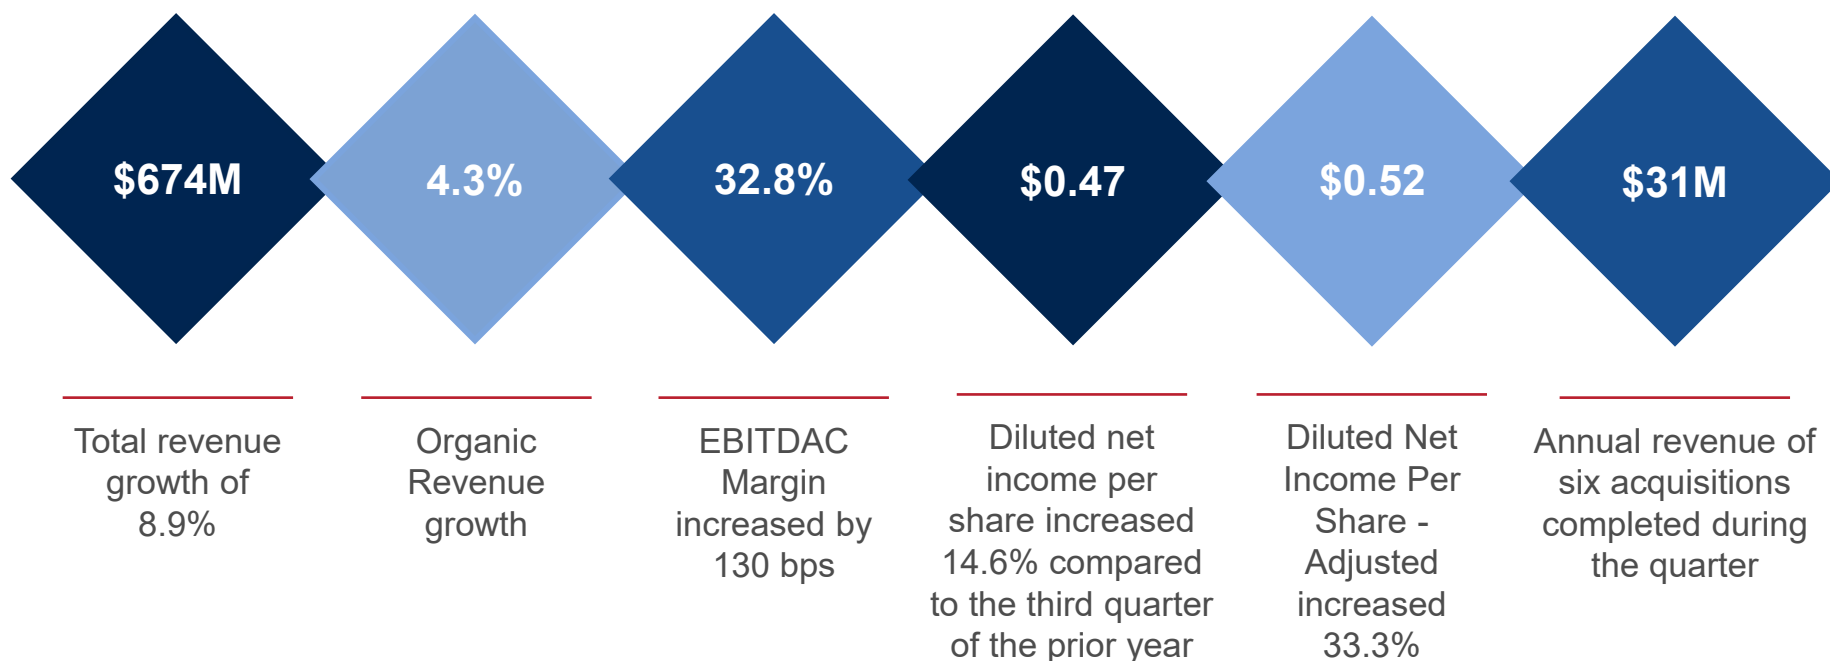 $674M
Total revenue
growth of
8.9%
4.3%
Organic
Revenue
growth
32.8%
EBITDAC
Margin
increased by
130 bps
$0.47
Diluted net
income per
share increased
14.6% compared
to the third quarter
of the prior year
$0.52
Diluted Net
Income Per
Share -
Adjusted
increased
33.3%
$31M
Annual revenue of
six acquisitions
completed during
the quarter